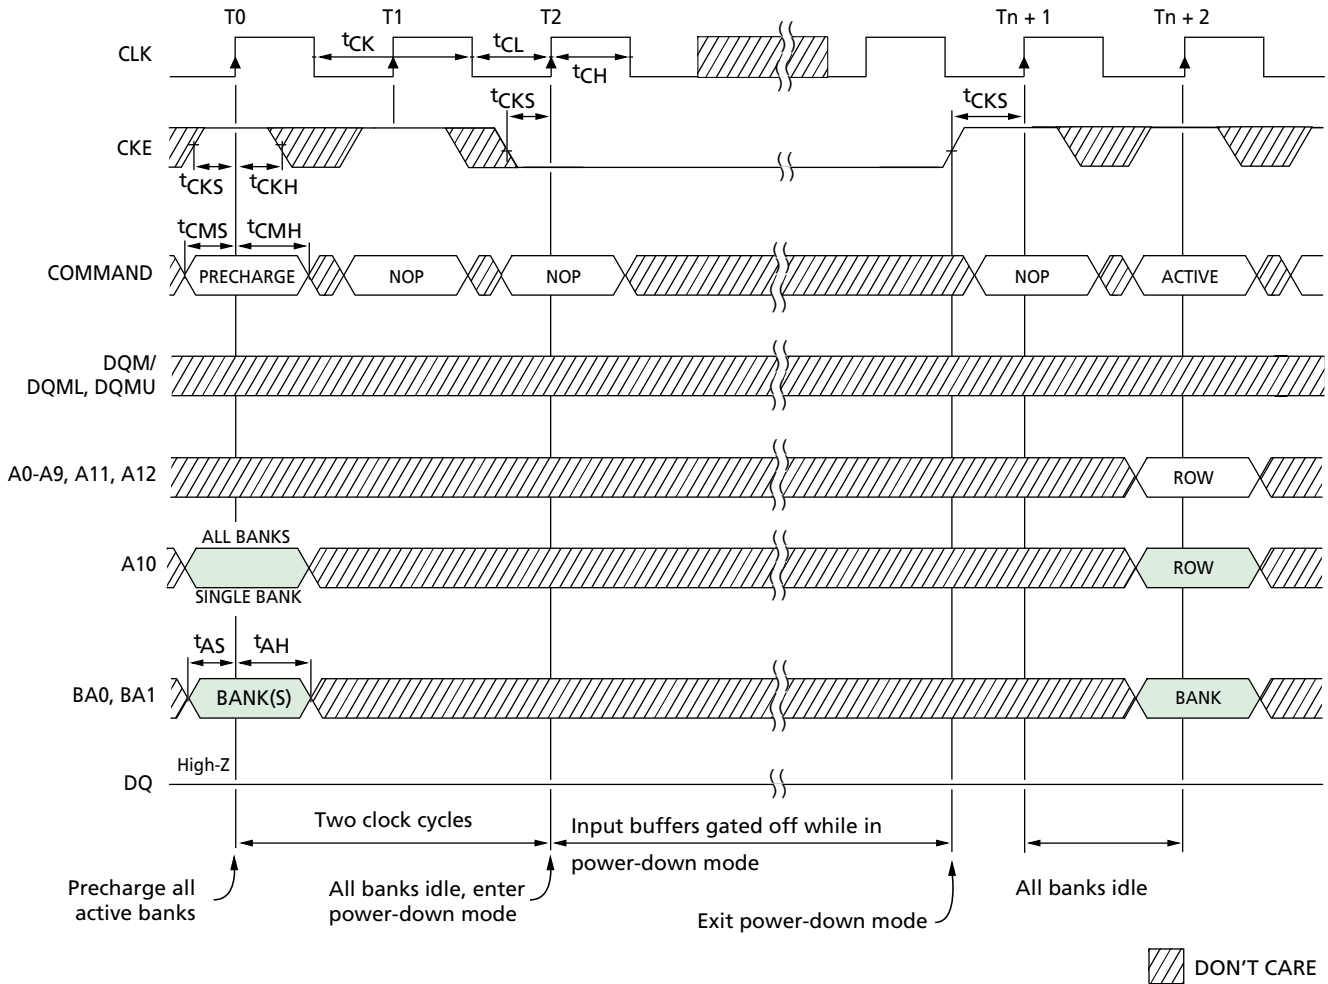 T0 T1 T2 Tn + 1 Tn + 2
CLK
tCK tCL
tCH
tCKS tCKS
CKE
tCKS tCKH
tCMS tCMH
COMMAND PRECHARGE NOP NOP NOP ACTIVE
DQM/
DQML, DQMU
A0-A9, A11, A12 ROW
ALL BANKS
A10 ROW
SINGLE BANK
tAS tAH
BA0, BA1 BANK(S) BANK
High-Z
DQ
Two clock cycles
Input buffers gated off while in
power-down mode
Precharge all
active banks
All banks idle, enter
power-down mode
Exit power-down mode
All banks idle
DON'T CARE